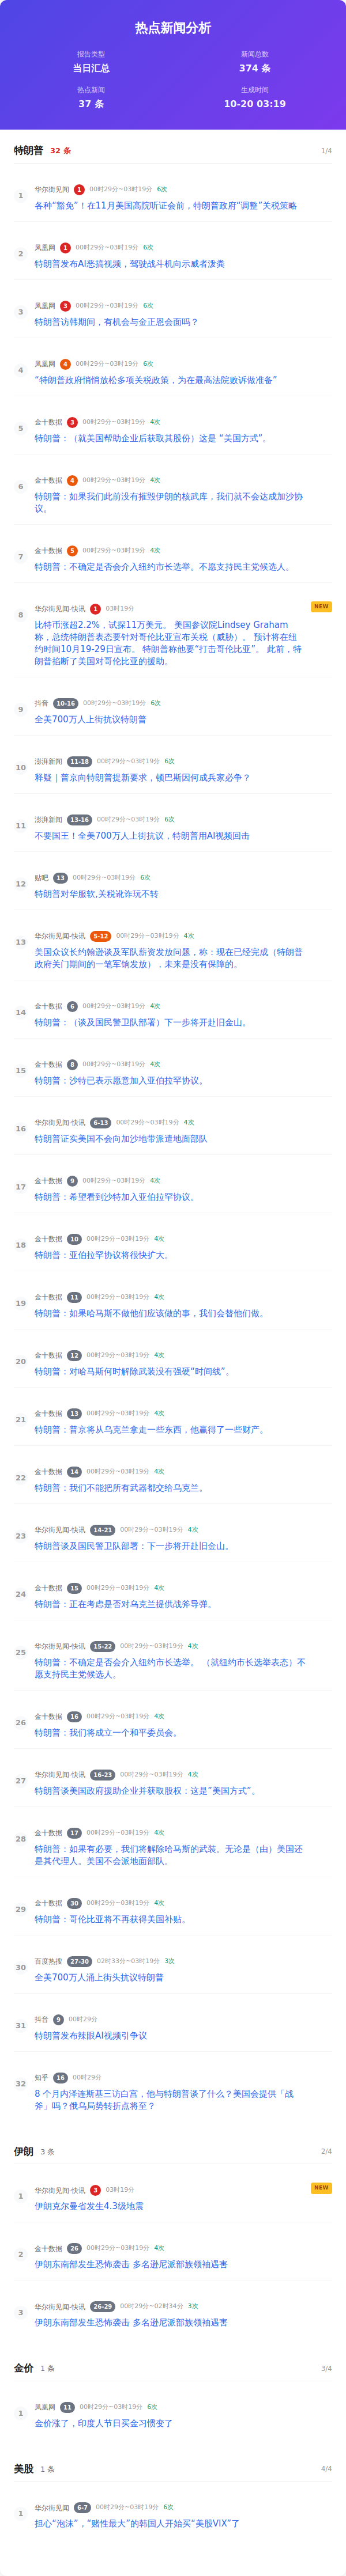 热点新闻分析
报告类型
新闻总数
当日汇总
374 条
热点新闻
生成时间
37 条
10-20 03:19
特朗普 32 条 1/4
1 华尔街见闻 1 00时29分~03时19分 6次
各种“豁免”！在11月美国高院听证会前，特朗普政府“调整”关税策略
2 凤凰网 1 00时29分~03时19分 6次
特朗普发布AI恶搞视频，驾驶战斗机向示威者泼粪
3 凤凰网 3 00时29分~03时19分 6次
特朗普访韩期间，有机会与金正恩会面吗？
4 凤凰网 4 00时29分~03时19分 6次
“特朗普政府悄悄放松多项关税政策，为在最高法院败诉做准备”
5 金十数据 3 00时29分~03时19分 4次
特朗普：（就美国帮助企业后获取其股份）这是 “美国方式”。
6 金十数据 4 00时29分~03时19分 4次
特朗普：如果我们此前没有摧毁伊朗的核武库，我们就不会达成加沙协
议。
7 金十数据 5 00时29分~03时19分 4次
特朗普：不确定是否会介入纽约市长选举。不愿支持民主党候选人。
8 华尔街见闻-快讯 1 03时19分 NEW
比特币涨超2.2%，试探11万美元。 美国参议院Lindsey Graham
称，总统特朗普表态要针对哥伦比亚宣布关税（威胁）。 预计将在纽
约时间10月19-29日宣布。 特朗普称他要“打击哥伦比亚”。 此前，特
朗普掐断了美国对哥伦比亚的援助。
9 抖音 10-16 00时29分~03时19分 6次
全美700万人上街抗议特朗普
10 澎湃新闻 11-18 00时29分~03时19分 6次
释疑｜普京向特朗普提新要求，顿巴斯因何成兵家必争？
11 澎湃新闻 13-16 00时29分~03时19分 6次
不要国王！全美700万人上街抗议，特朗普用AI视频回击
12 贴吧 13 00时29分~03时19分 6次
特朗普对华服软,关税讹诈玩不转
13 华尔街见闻-快讯 5-12 00时29分~03时19分 4次
美国众议长约翰逊谈及军队薪资发放问题，称：现在已经完成（特朗普
政府关门期间的一笔军饷发放），未来是没有保障的。
14 金十数据 6 00时29分~03时19分 4次
特朗普：（谈及国民警卫队部署）下一步将开赴旧金山。
15 金十数据 8 00时29分~03时19分 4次
特朗普：沙特已表示愿意加入亚伯拉罕协议。
16 华尔街见闻-快讯 6-13 00时29分~03时19分 4次
特朗普证实美国不会向加沙地带派遣地面部队
17 金十数据 9 00时29分~03时19分 4次
特朗普：希望看到沙特加入亚伯拉罕协议。
18 金十数据 10 00时29分~03时19分 4次
特朗普：亚伯拉罕协议将很快扩大。
19 金十数据 11 00时29分~03时19分 4次
特朗普：如果哈马斯不做他们应该做的事，我们会替他们做。
20 金十数据 12 00时29分~03时19分 4次
特朗普：对哈马斯何时解除武装没有强硬“时间线”。
21 金十数据 13 00时29分~03时19分 4次
特朗普：普京将从乌克兰拿走一些东西，他赢得了一些财产。
22 金十数据 14 00时29分~03时19分 4次
特朗普：我们不能把所有武器都交给乌克兰。
23 华尔街见闻-快讯 14-21 00时29分~03时19分 4次
特朗普谈及国民警卫队部署：下一步将开赴旧金山。
24 金十数据 15 00时29分~03时19分 4次
特朗普：正在考虑是否对乌克兰提供战斧导弹。
25 华尔街见闻-快讯 15-22 00时29分~03时19分 4次
特朗普：不确定是否会介入纽约市长选举。 （就纽约市长选举表态）不
愿支持民主党候选人。
26 金十数据 16 00时29分~03时19分 4次
特朗普：我们将成立一个和平委员会。
27 华尔街见闻-快讯 16-23 00时29分~03时19分 4次
特朗普谈美国政府援助企业并获取股权：这是“美国方式”。
28 金十数据 17 00时29分~03时19分 4次
特朗普：如果有必要，我们将解除哈马斯的武装。无论是（由）美国还
是其代理人。美国不会派地面部队。
29 金十数据 30 00时29分~03时19分 4次
特朗普：哥伦比亚将不再获得美国补贴。
30 百度热搜 27-30 02时33分~03时19分 3次
全美700万人涌上街头抗议特朗普
31 抖音 9 00时29分
特朗普发布辣眼AI视频引争议
32 知乎 16 00时29分
8 个月内泽连斯基三访白宫，他与特朗普谈了什么？美国会提供「战
斧」吗？俄乌局势转折点将至？
伊朗 3 条 2/4
1 华尔街见闻-快讯 3 03时19分 NEW
伊朗克尔曼省发生4.3级地震
2 金十数据 26 00时29分~03时19分 4次
伊朗东南部发生恐怖袭击 多名逊尼派部族领袖遇害
3 华尔街见闻-快讯 26-29 00时29分~02时34分 3次
伊朗东南部发生恐怖袭击 多名逊尼派部族领袖遇害
金价 1 条 3/4
1 凤凰网 11 00时29分~03时19分 6次
金价涨了，印度人节日买金习惯变了
美股 1 条 4/4
1 华尔街见闻 6-7 00时29分~03时19分 6次
担心“泡沫”，“赌性最大”的韩国人开始买“美股VIX”了